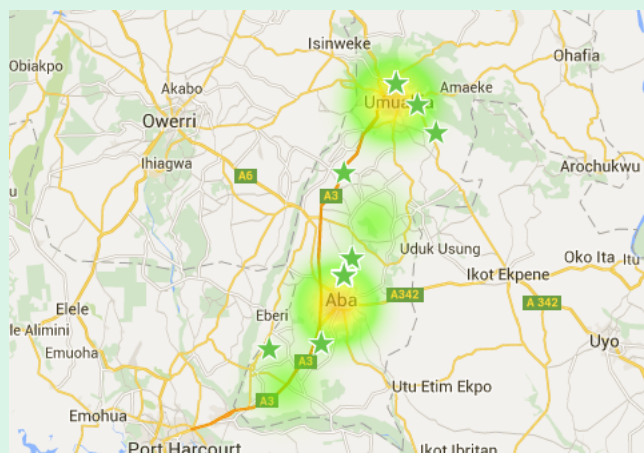 Isinweke
Ohafia
Obiakpo
Akabo
Amaeke
Owerri
Ihiagwa
A6
A3
Arochukwu
Uduk Usung
Oko Ita
Itu
Ikot Ekpene
Aba
A342
A 342
Eberi
Elele
Uyo
le Alimini
Emuoha
A3
Utu Etim Ekpo
A3
Emohua
Port Harcourt
Ikot Ibritan